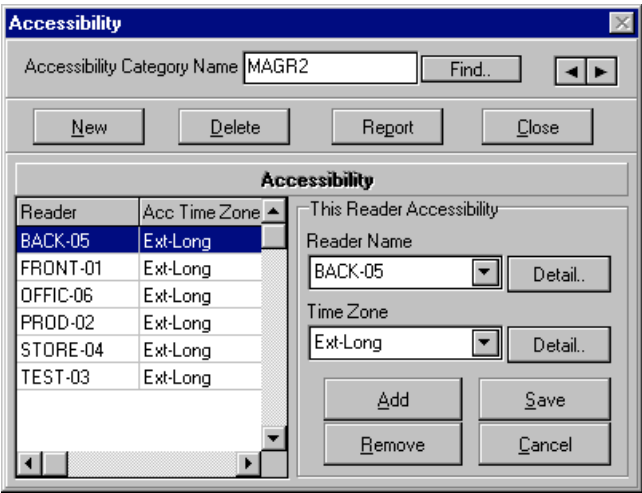 Accessibility
Accessibility Category Name MAGR2 Find..
New Delete Report Close
Accessibility
Reader Acc Time Zone
BACK-05 Ext-Long
FRONT-01 Ext-Long
OFFIC-06 Ext-Long
PROD-02 Ext-Long
STORE-04 Ext-Long
TEST-03 Ext-Long
This Reader Accessibility
Reader Name
BACK-05 Detail..
Time Zone
Ext-Long Detail..
Add Save
Remove Cancel